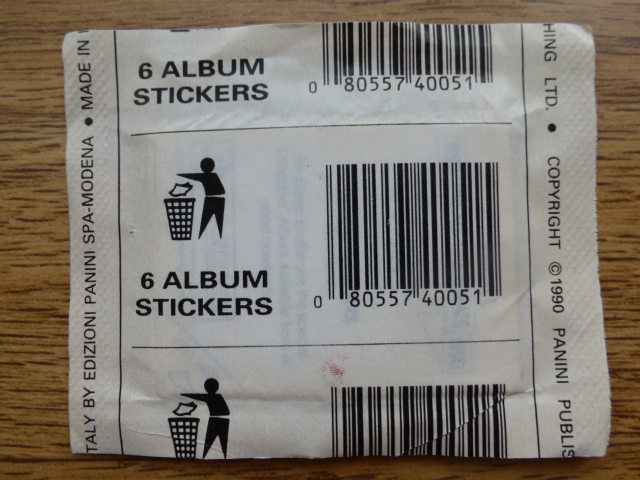 6 ALBUM
STICKERS
0 80557 40051
6 ALBUM
STICKERS
0 80557 40051
TALY BY EDIZIONI PANINI SPA-MODENA • MADE IN
HING LTD. • COPYRIGHT © 1990 PANINI PUBLIS